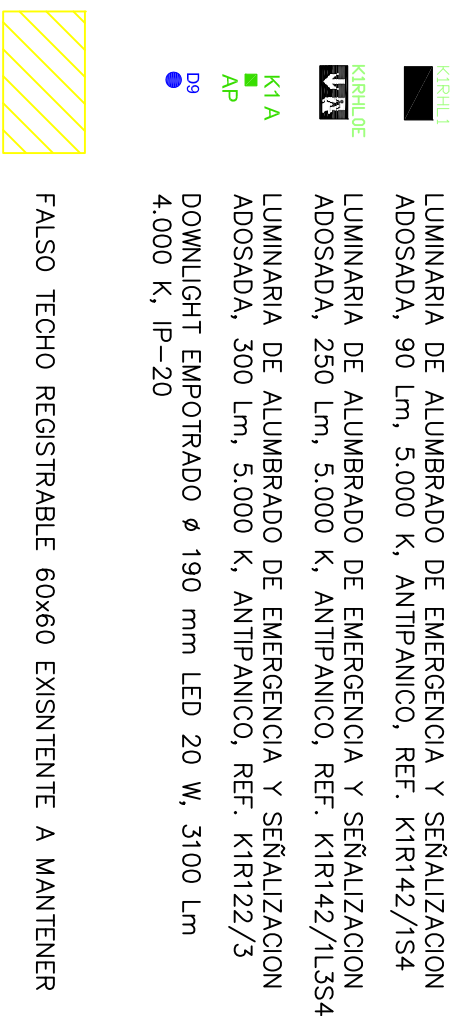 K1RHL1
LUMINARIA DE ALUMBRADO DE EMERGENCIA Y SEÑALIZACION
ADOSADA, 90 Lm, 5.000 K, ANTIPANICO, REF. K1R142/1S4
K1RHL0E
LUMINARIA DE ALUMBRADO DE EMERGENCIA Y SEÑALIZACION
ADOSADA, 250 Lm, 5.000 K, ANTIPANICO, REF. K1R142/1L3S4
K1 A
AP
LUMINARIA DE ALUMBRADO DE EMERGENCIA Y SEÑALIZACION
ADOSADA, 300 Lm, 5.000 K, ANTIPANICO, REF. K1R122/3
D9
DOWNLIGHT EMPOTRADO ø 190 mm LED 20 W, 3100 Lm
4.000 K, IP-20
FALSO TECHO REGISTRABLE 60x60 EXISNTENTE A MANTENER